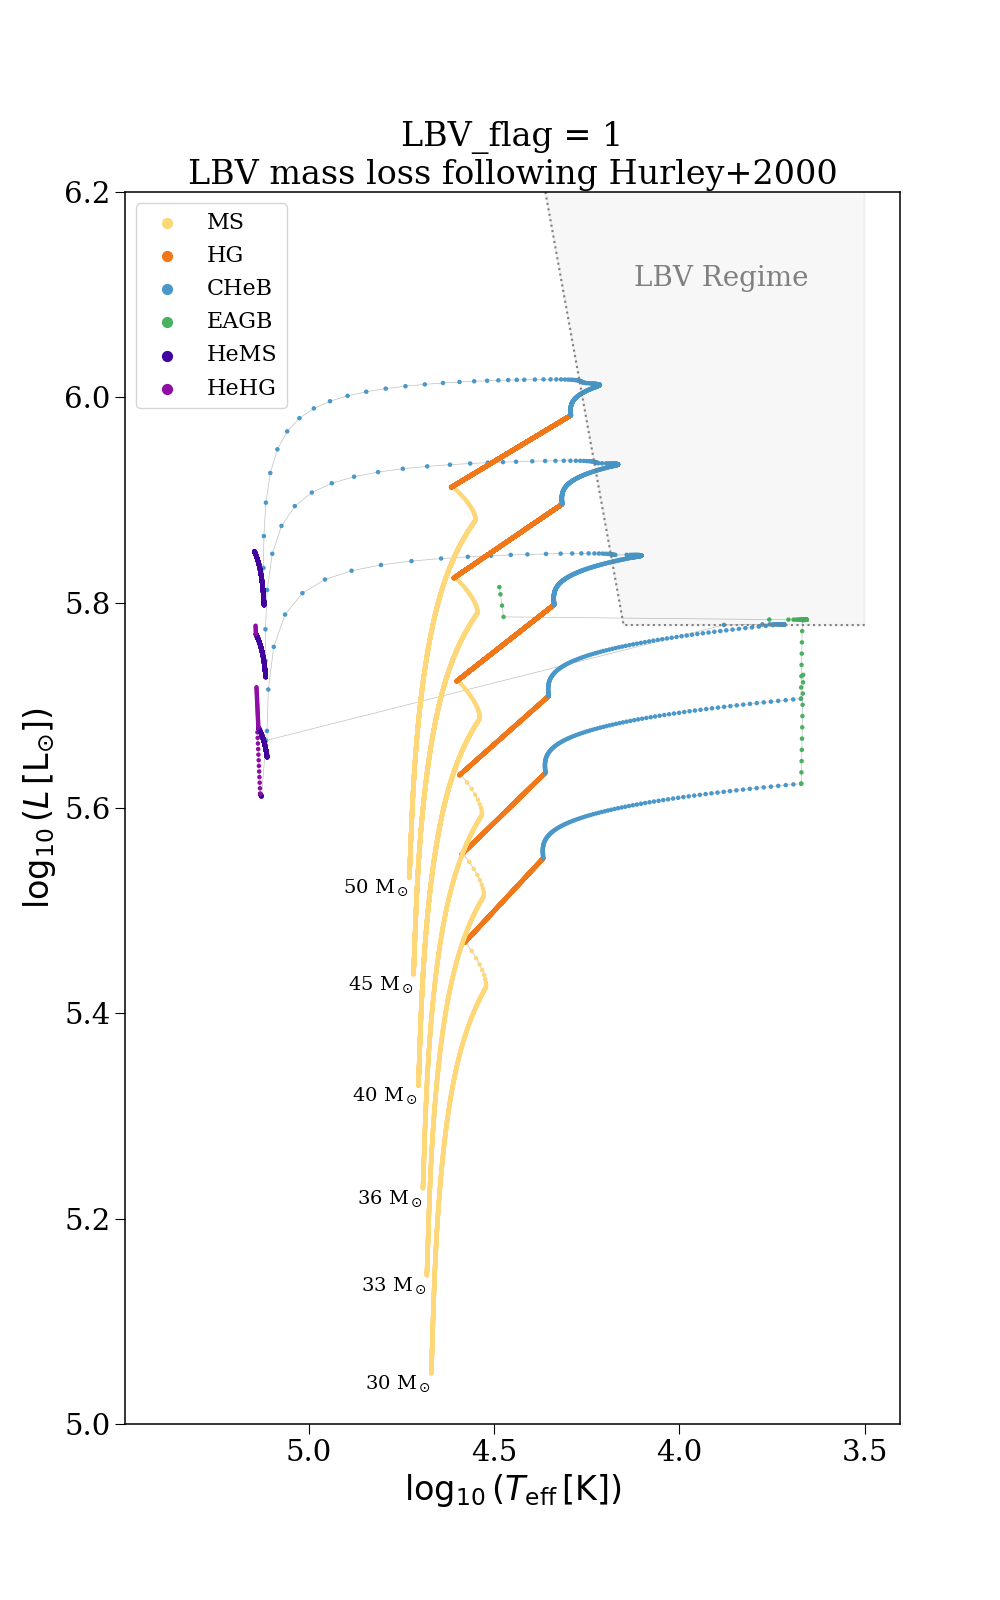 LBV_flag = 1
LBV mass loss following Hurley+2000
6.2
6.0
5.8
5.6
5.4
5.2
5.0
log₁₀ (L [L⊙])
MS
HG
CHeB
EAGB
HeMS
HeHG
LBV Regime
50 M⊙
45 M⊙
40 M⊙
36 M⊙
33 M⊙
30 M⊙
5.0 4.5 4.0 3.5
log₁₀ (T_eff [K])